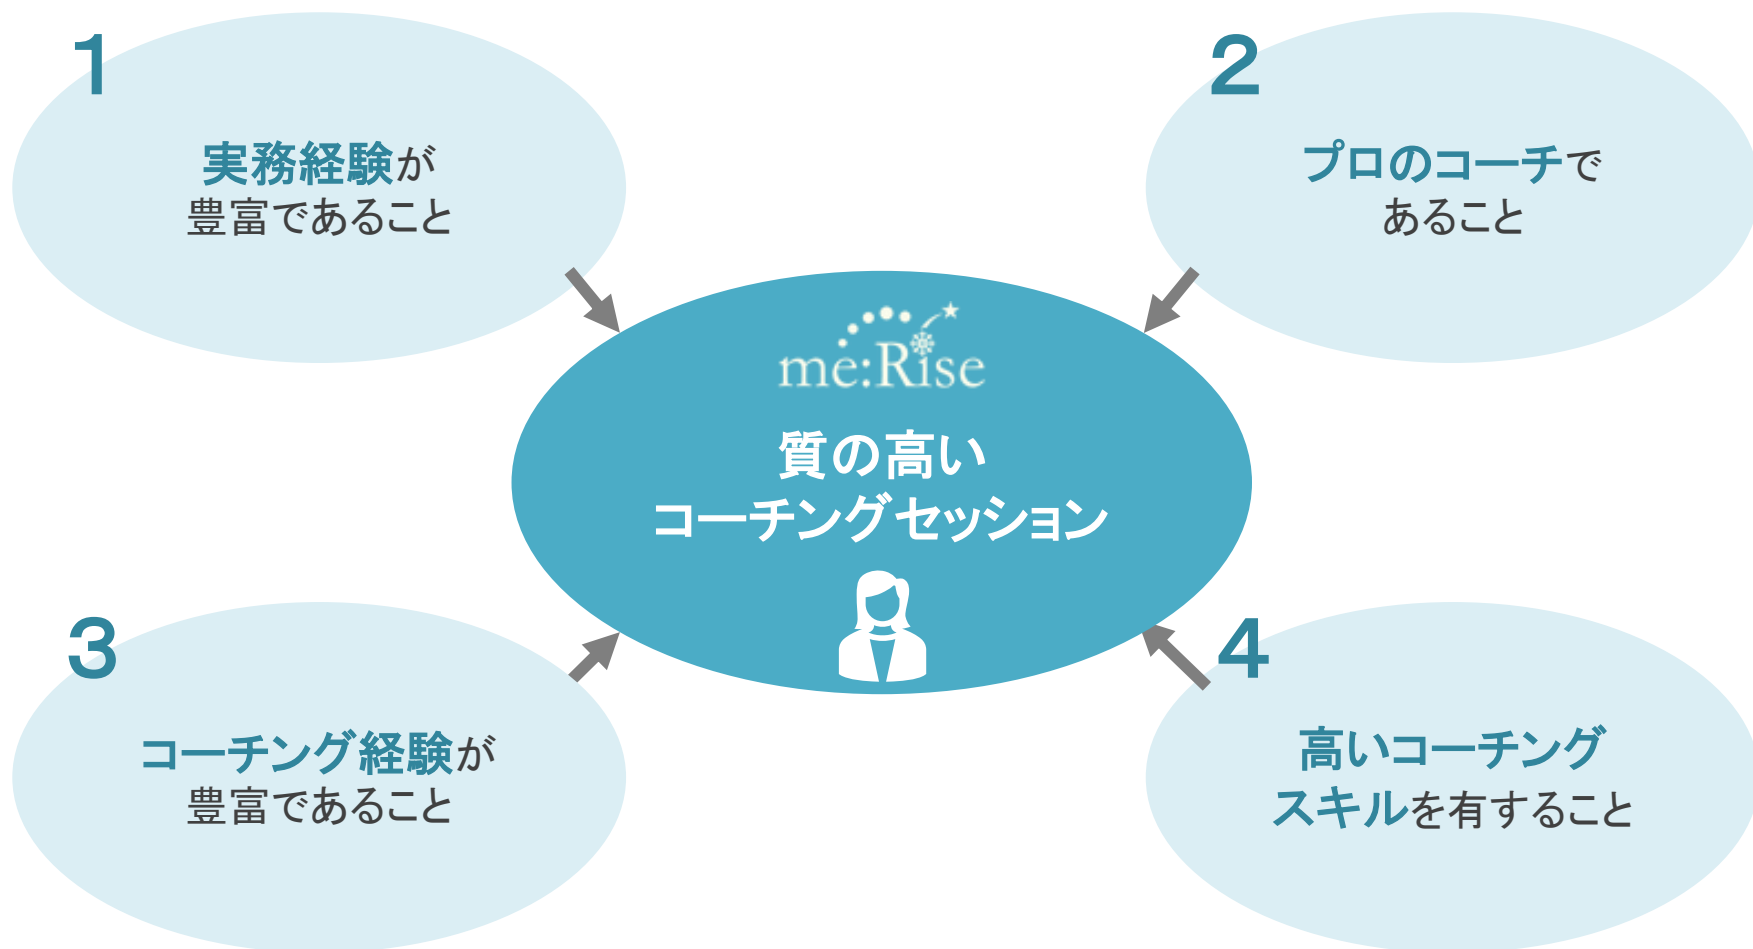 1
実務経験が
豊富であること
2
プロのコーチで
あること
me:Rise
質の高い
コーチングセッション
3
コーチング経験が
豊富であること
4
高いコーチング
スキルを有すること